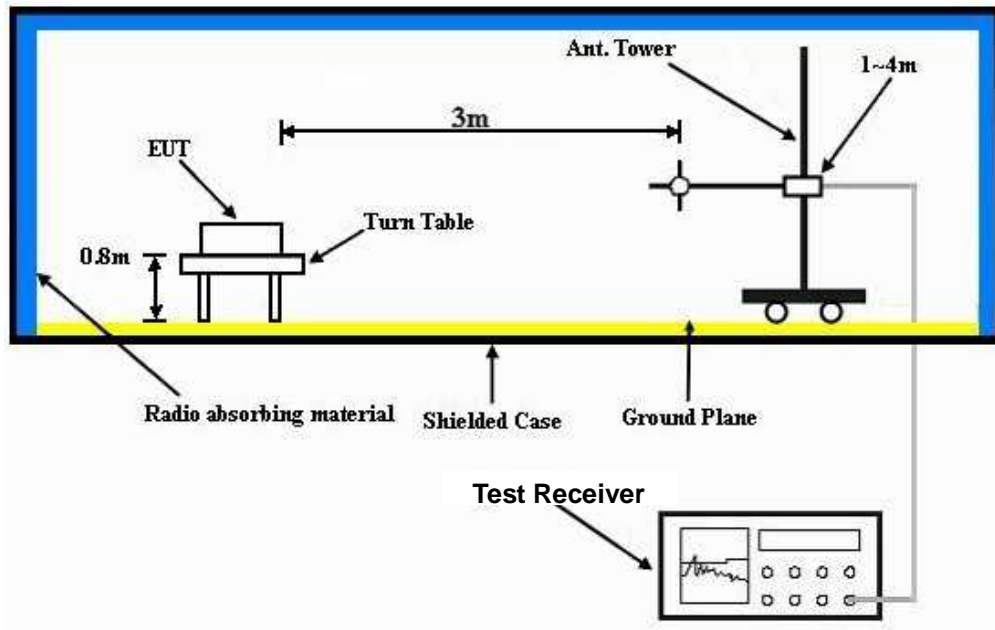 Ant. Tower
1~4m
3m
EUT
Turn Table
0.8m
Radio absorbing material
Shielded Case
Ground Plane
Test Receiver